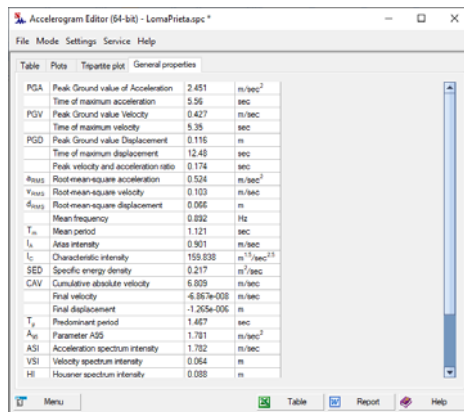 Accelerogram Editor (64-bit) - LomaPrieta.spc *
File Mode Settings Service Help
Table Plots Tripartite plot General properties
PGA Peak Ground value of Acceleration 2.451 m/sec²
Time of maximum acceleration 5.56 sec
PGV Peak Ground value Velocity 0.427 m/sec
Time of maximum velocity 5.35 sec
PGD Peak Ground value Displacement 0.116 m
Time of maximum displacement 12.48 sec
Peak velocity and acceleration ratio 0.174 sec
aRMS Root-mean-square acceleration 0.524 m/sec²
vRMS Root-mean-square velocity 0.103 m/sec
dRMS Root-mean-square displacement 0.066 m
Mean frequency 0.892 Hz
Tm Mean period 1.121 sec
IA Arias intensity 0.901 m/sec
IC Characteristic intensity 159.838 m^1.5/sec^2.5
SED Specific energy density 0.217 m²/sec
CAV Cumulative absolute velocity 6.809 m/sec
Final velocity -6.867e-008 m/sec
Final displacement -1.265e-006 m
Predominant period 1.467 sec
A95 Parameter A95 1.781 m/sec²
ASI Acceleration spectrum intensity 1.782 m/sec
VSI Velocity spectrum intensity 0.064 m
HI Housner spectrum intensity 0.088 m
Menu Table Report Help